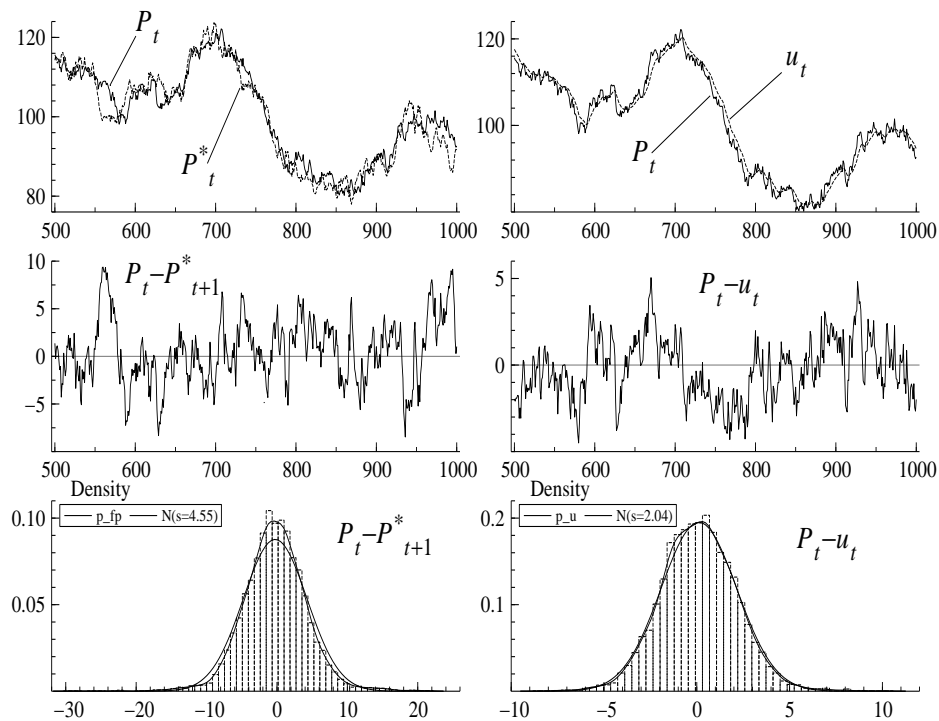 120
100
80
P_t
P^*_t
500 600 700 800 900 1000
120
100
u_t
P_t
500 600 700 800 900 1000
10
5
0
−5
P_t−P^*_{t+1}
500 600 700 800 900 1000
5
0
P_t−u_t
500 600 700 800 900 1000
Density
p_fp N(s=4.55)
0.10
0.05
P_t−P^*_{t+1}
−30 −20 −10 0 10 20
Density
p_u N(s=2.04)
0.2
0.1
P_t−u_t
−10 −5 0 5 10